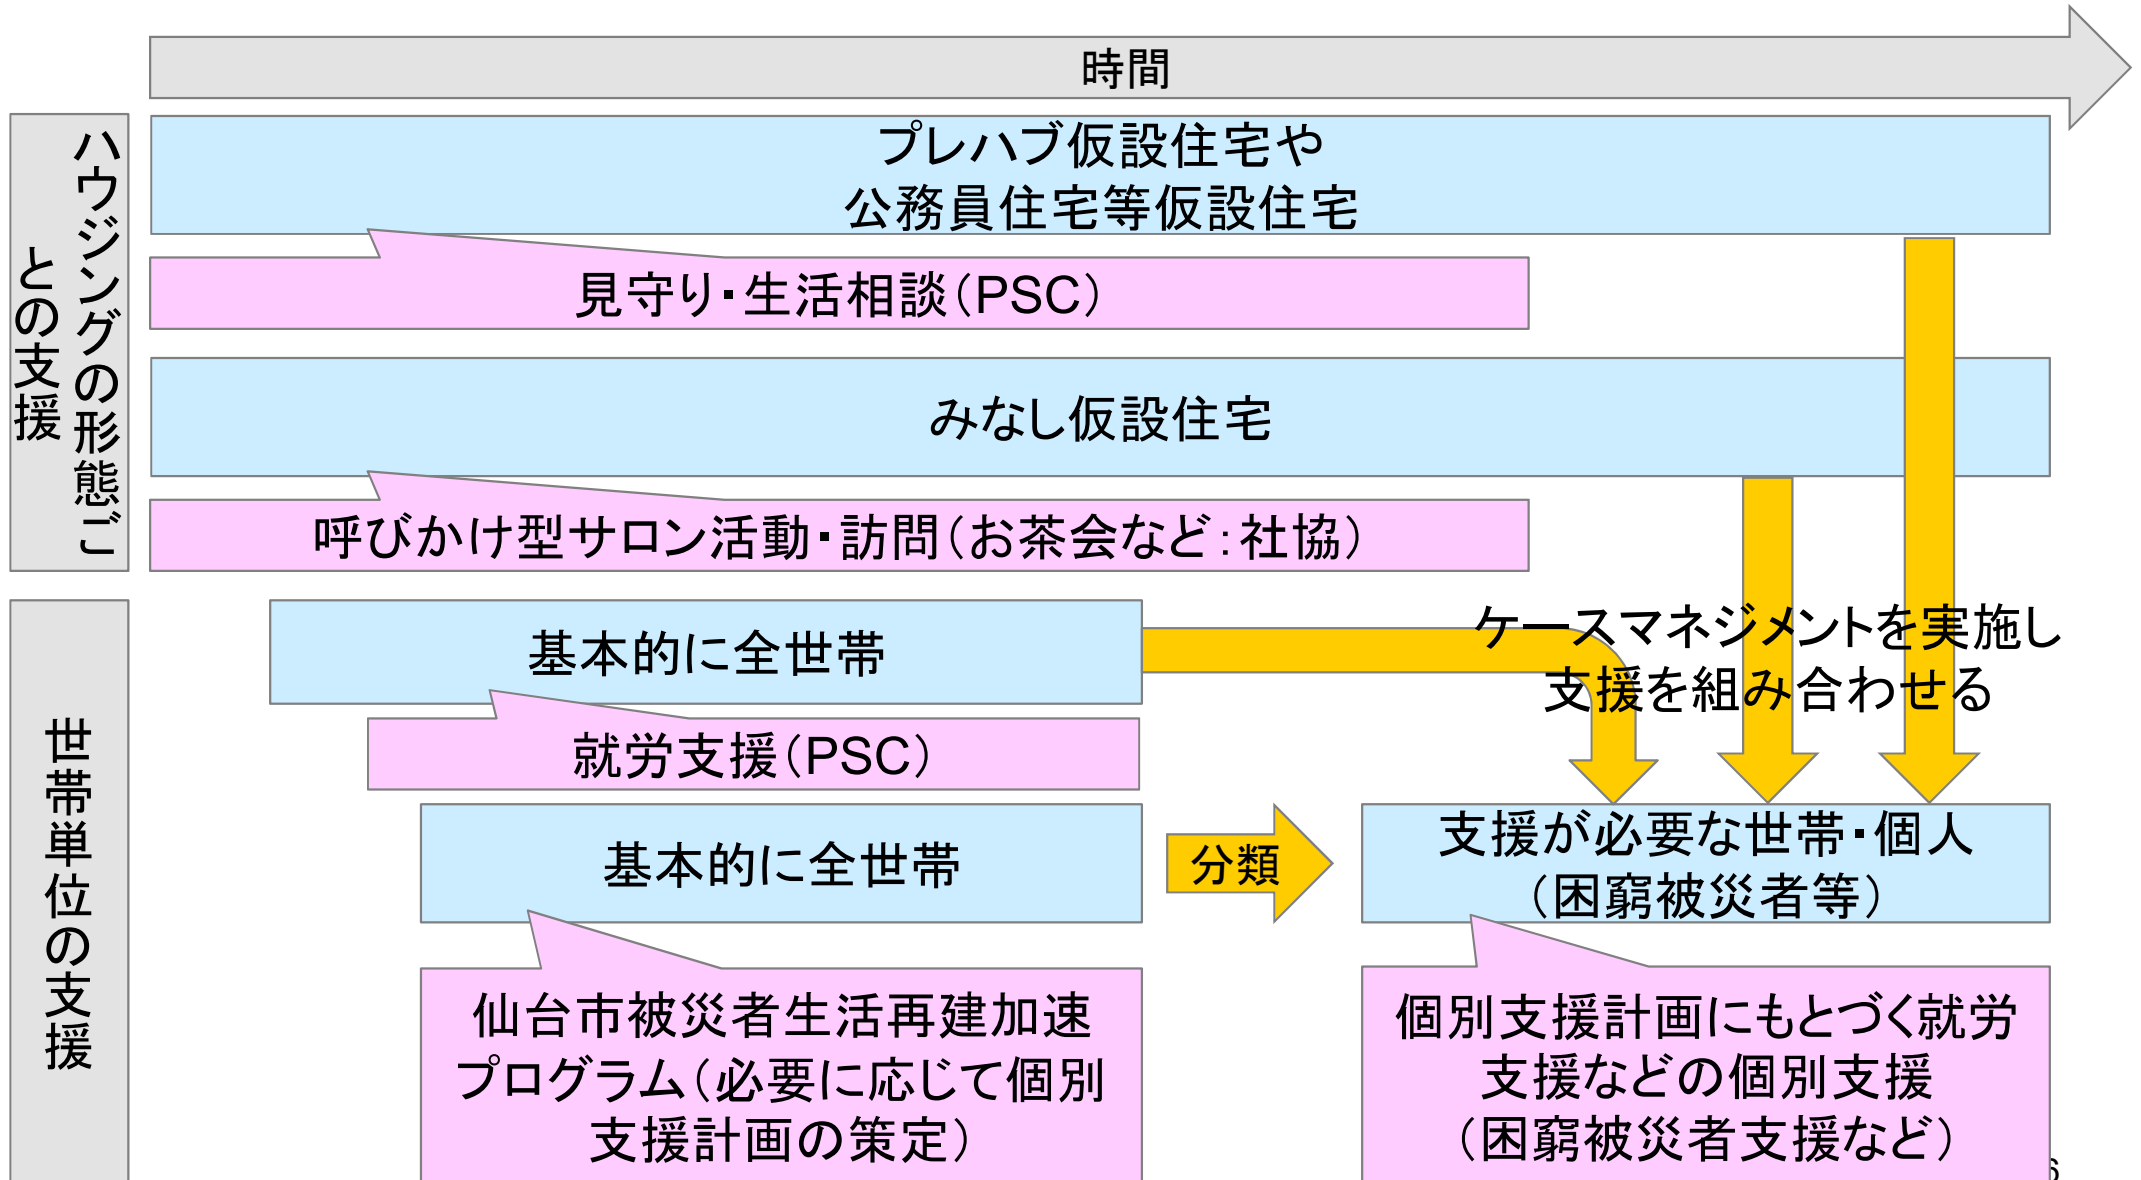 時間
ハウジングの形態ご
との支援
プレハブ仮設住宅や
公務員住宅等仮設住宅
見守り・生活相談（PSC）
みなし仮設住宅
呼びかけ型サロン活動・訪問（お茶会など：社協）
世帯単位の支援
基本的に全世帯
ケースマネジメントを実施し
支援を組み合わせる
就労支援（PSC）
基本的に全世帯
分類
支援が必要な世帯・個人
（困窮被災者等）
仙台市被災者生活再建加速
プログラム（必要に応じて個別
支援計画の策定）
個別支援計画にもとづく就労
支援などの個別支援
（困窮被災者支援など）